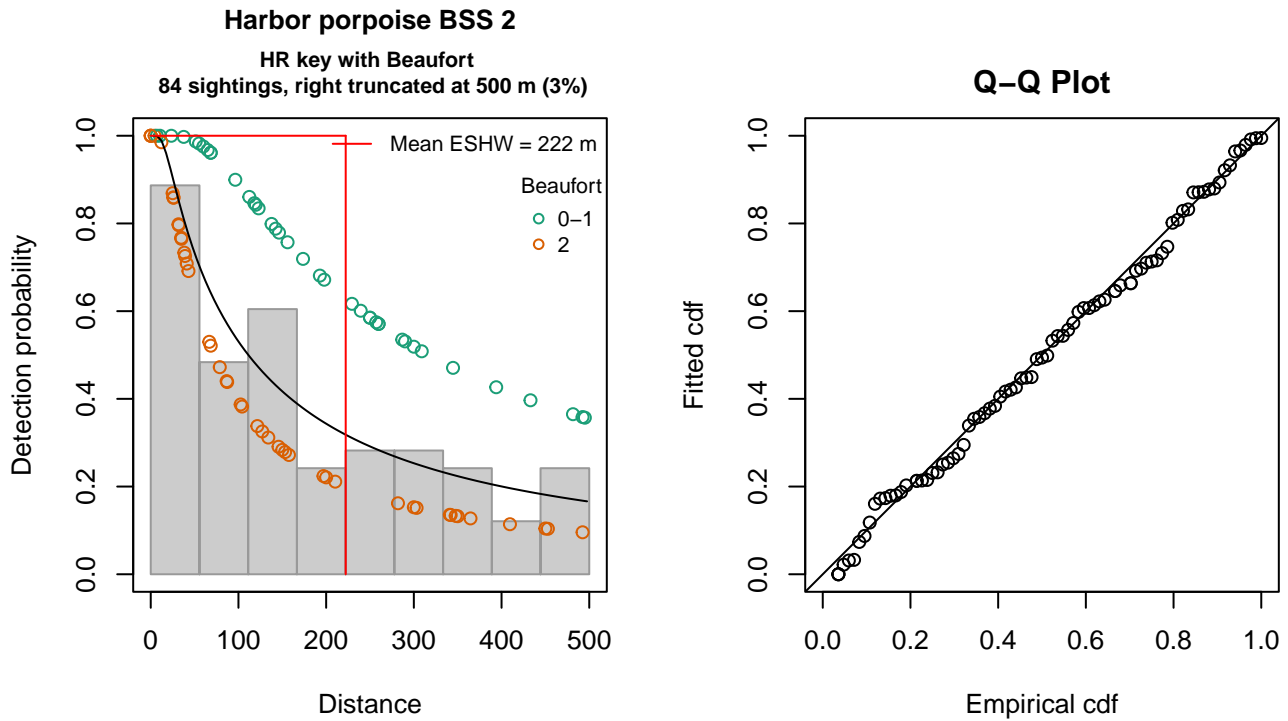 Harbor porpoise BSS 2
HR key with Beaufort
84 sightings, right truncated at 500 m (3%)
Mean ESHW = 222 m
Beaufort
0−1
2
Detection probability
0.0
0.2
0.4
0.6
0.8
1.0
0
100
200
300
400
500
Distance
Q−Q Plot
Fitted cdf
0.0
0.2
0.4
0.6
0.8
1.0
0.0
0.2
0.4
0.6
0.8
1.0
Empirical cdf